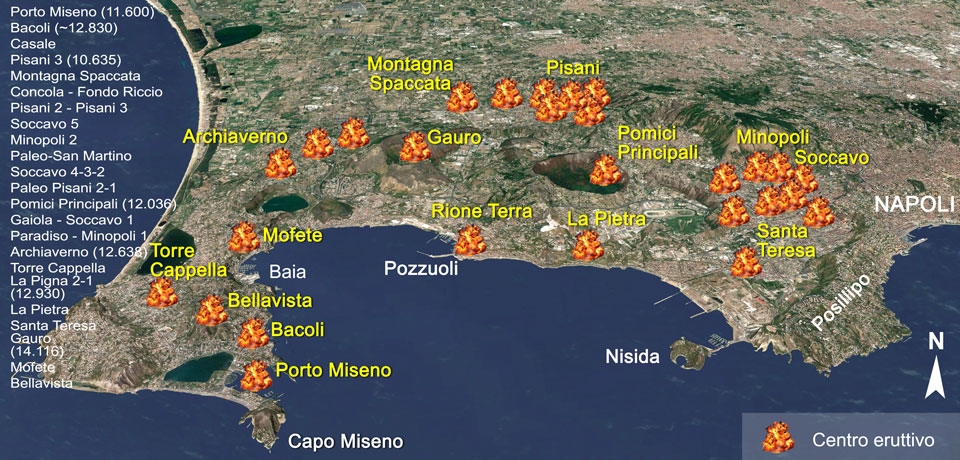 Porto Miseno (11.600)
Bacoli (~12.830)
Casale
Pisani 3 (10.635)
Montagna Spaccata
Concola - Fondo Riccio
Pisani 2 - Pisani 3
Soccavo 5
Minopoli 2
Paleo-San Martino
Soccavo 4-3-2
Paleo Pisani 2-1
Pomici Principali (12.036)
Gaiola - Soccavo 1
Paradiso - Minopoli 1
Archiaverno (12.638)
Torre Cappella
La Pigna 2-1
(12.930)
La Pietra
Santa Teresa
Gauro
(14.116)
Mofete
Bellavista
Montagna
Spaccata
Pisani
Archiaverno
Gauro
Pomici
Principali
Minopoli
Soccavo
NAPOLI
Rione Terra
La Pietra
Mofete
Santa
Teresa
Torre
Cappella
Baia
Pozzuoli
Bellavista
Posillipo
Bacoli
Nisida
N
Porto Miseno
Capo Miseno
Centro eruttivo